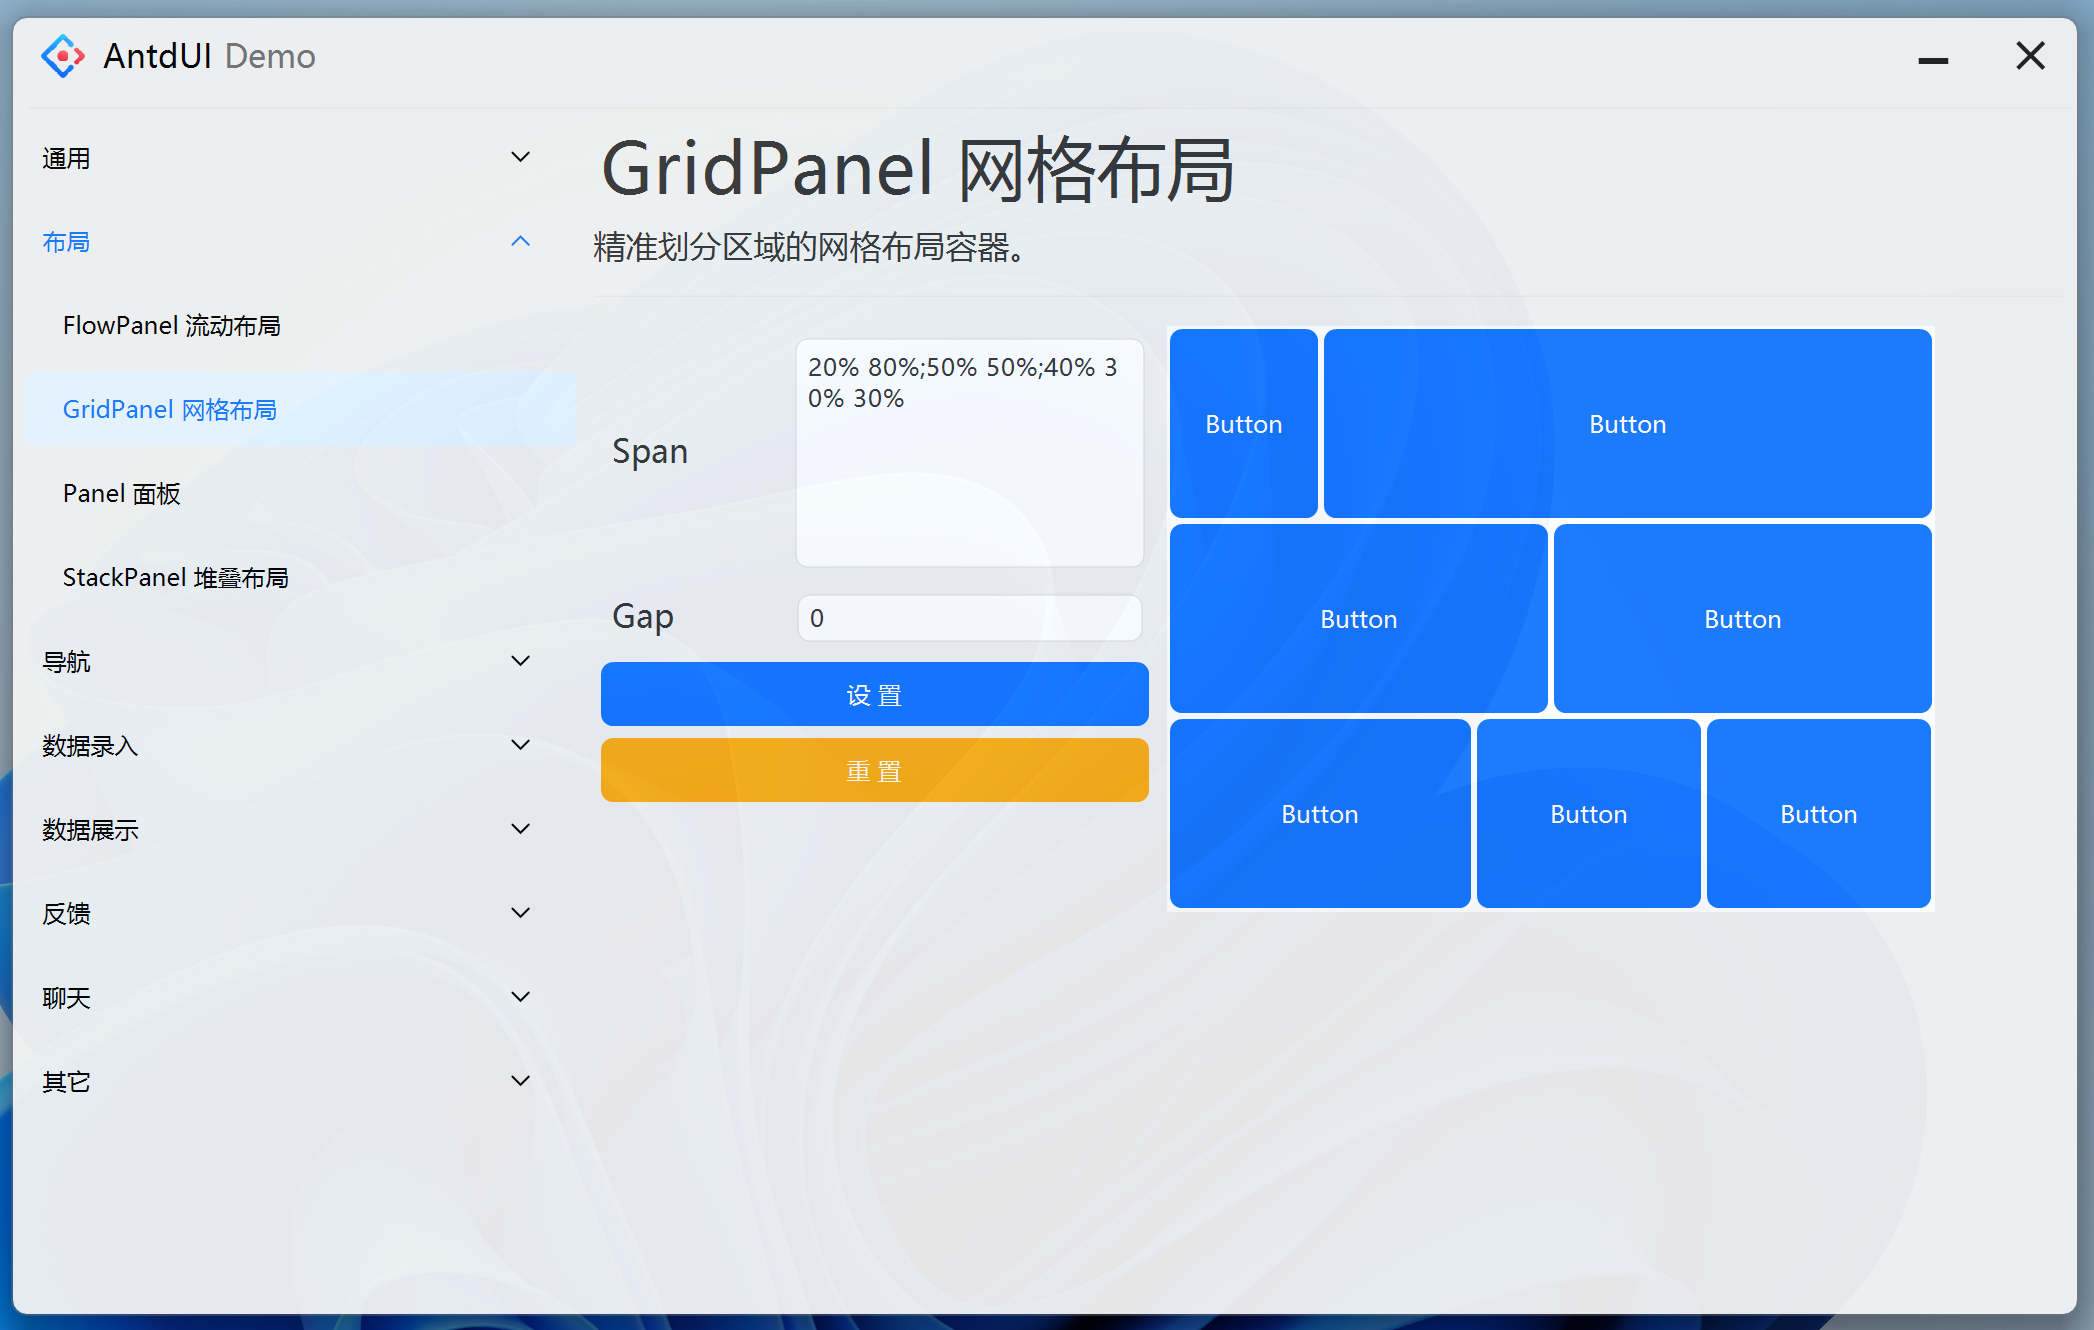 AntdUI Demo
通用
布局
FlowPanel 流动布局
GridPanel 网格布局
Panel 面板
StackPanel 堆叠布局
导航
数据录入
数据展示
反馈
聊天
其它
GridPanel 网格布局
精准划分区域的网格布局容器。
Span
20% 80%;50% 50%;40% 3
0% 30%
Gap
0
设 置
重 置
Button
Button
Button
Button
Button
Button
Button